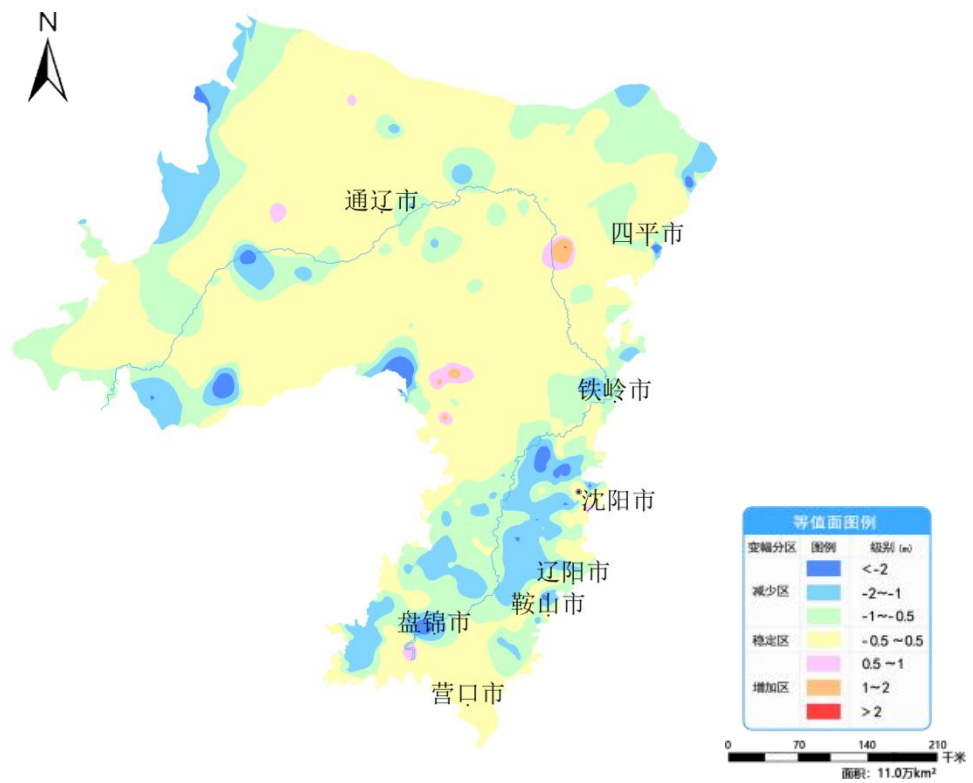 N
通辽市
四平市
铁岭市
沈阳市
辽阳市
鞍山市
盘锦市
营口市
等值面图例
变幅分区 图例 级别 (m)
减少区
<-2
-2~-1
-1~-0.5
稳定区 -0.5~0.5
增加区
0.5~1
1~2
>2
0 70 140 210 千米
面积：11.0万km²